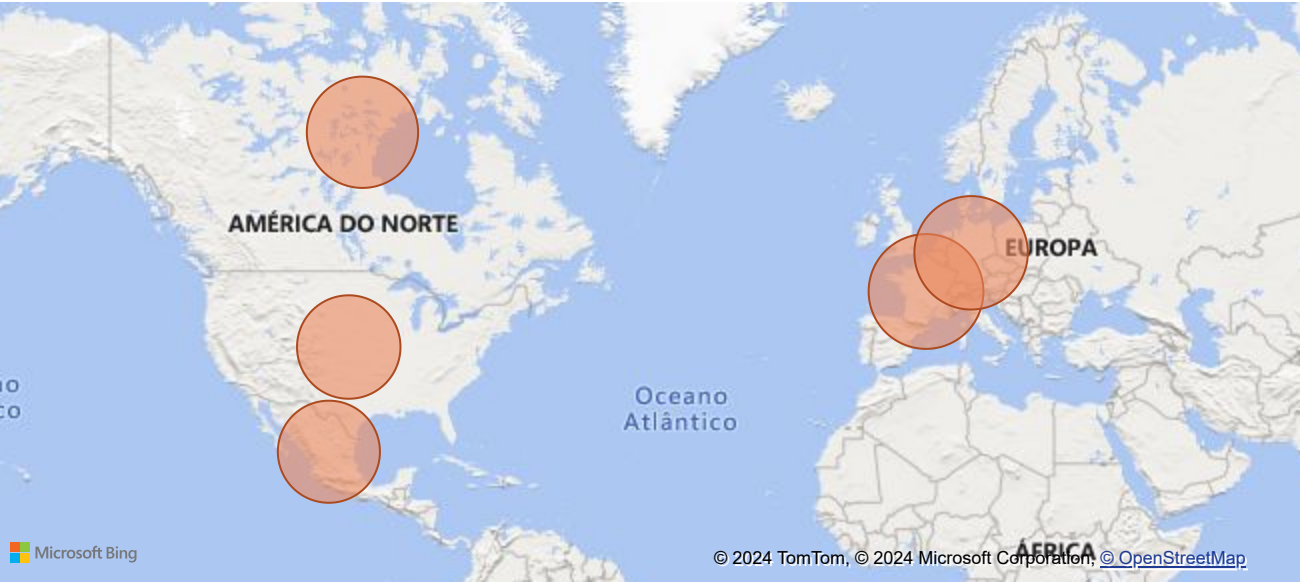 AMÉRICA DO NORTE
EUROPA
Oceano
Atlântico
ÁFRICA
Microsoft Bing
© 2024 TomTom, © 2024 Microsoft Corporation, © OpenStreetMap